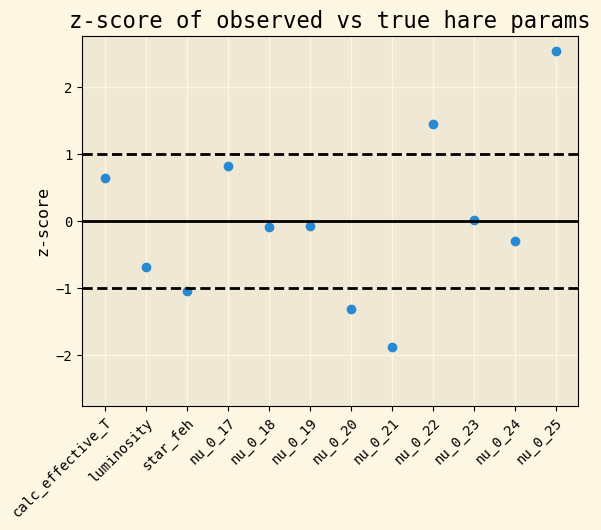 z-score of observed vs true hare params
z-score
2
1
0
−1
−2
calc_effective_T
luminosity
star_feh
nu_0_17
nu_0_18
nu_0_19
nu_0_20
nu_0_21
nu_0_22
nu_0_23
nu_0_24
nu_0_25